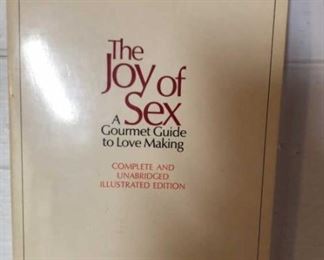 The
Joy of
Sex
A
Gourmet Guide
to Love Making
COMPLETE AND
UNABRIDGED
ILLUSTRATED EDITION